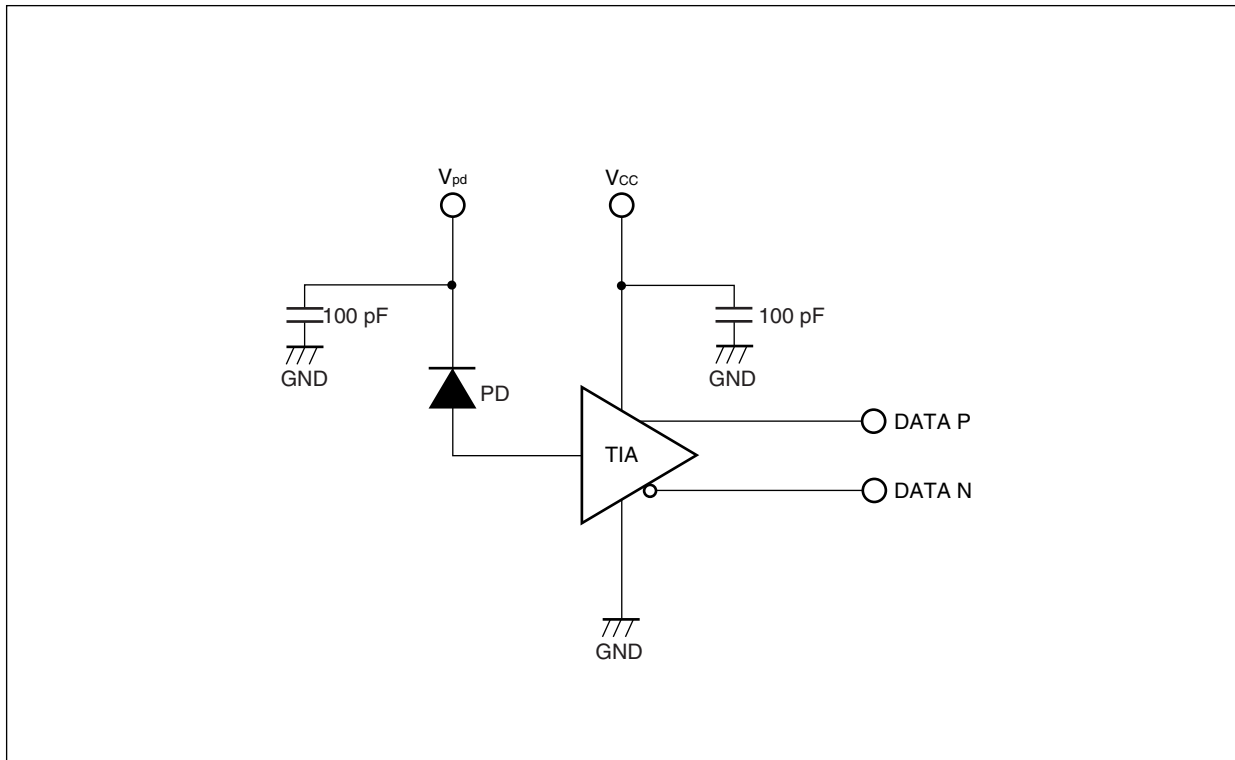 Vpd
VCC
100 pF
100 pF
GND
GND
PD
TIA
DATA P
DATA N
GND